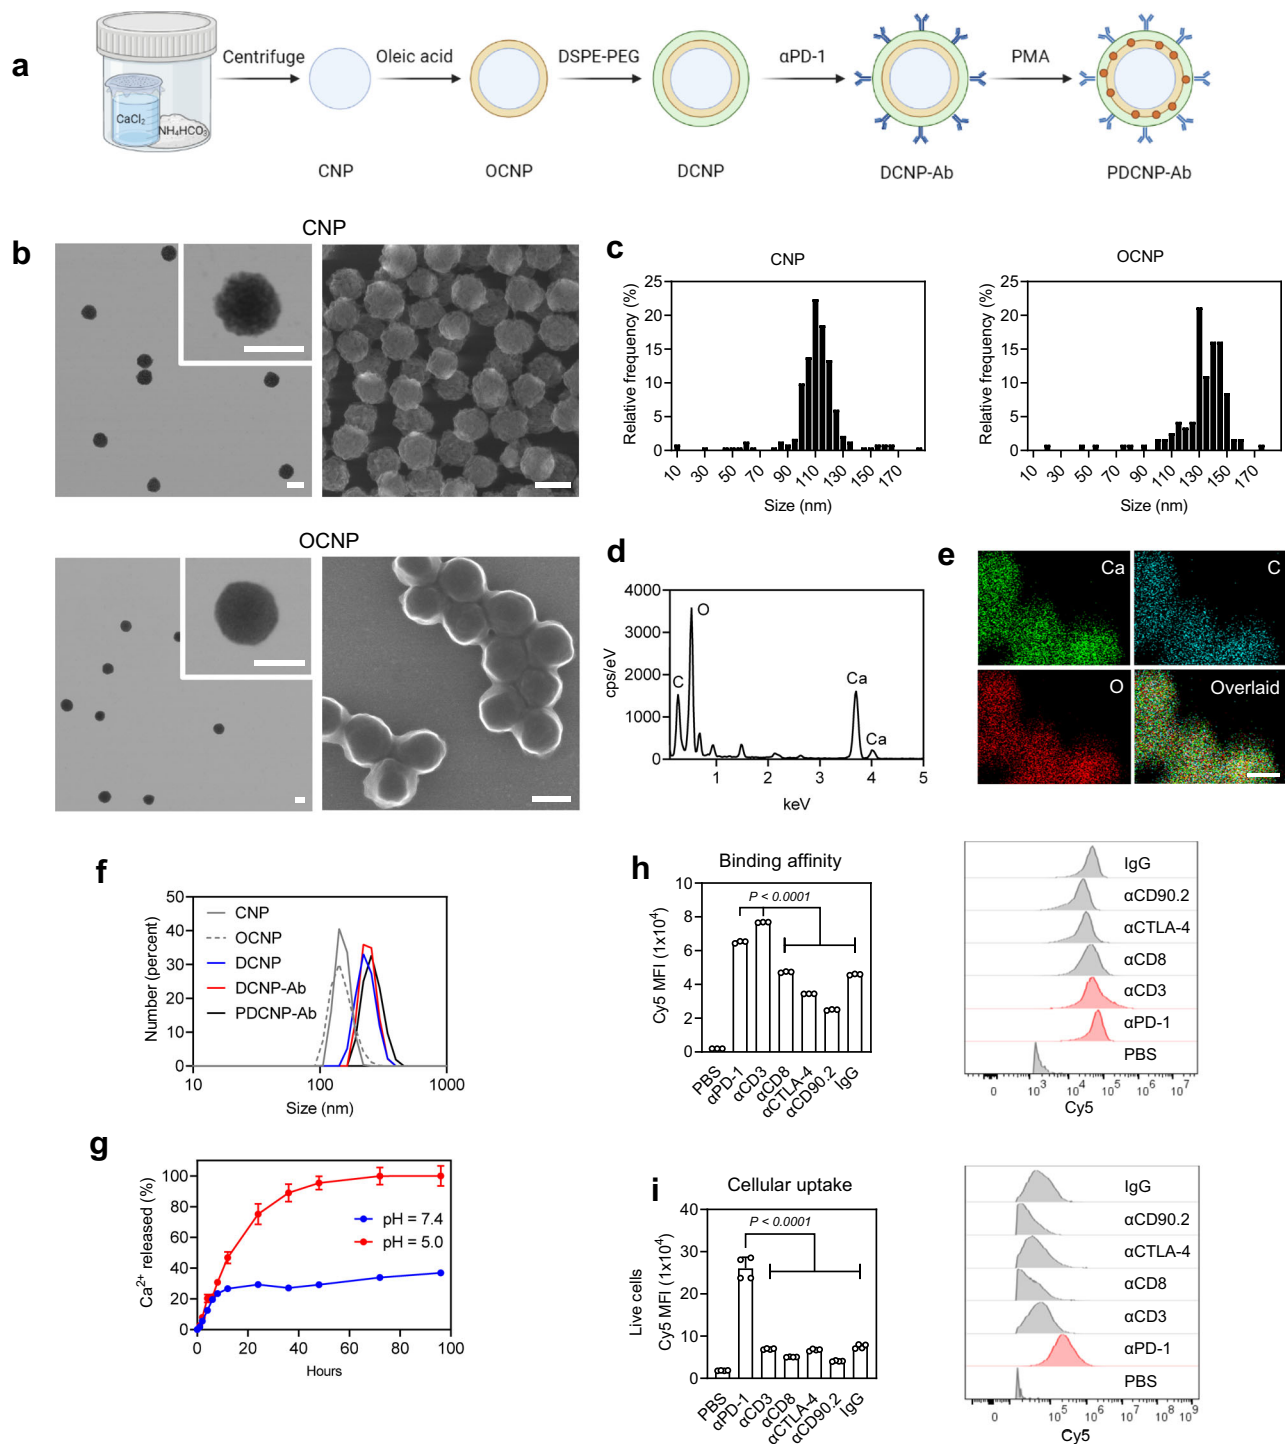 a
CaCl₂
NH₄HCO₃
Centrifuge
Oleic acid
DSPE-PEG
αPD-1
PMA
CNP
OCNP
DCNP
DCNP-Ab
PDCNP-Ab
b
CNP
OCNP
c
CNP
Relative frequency (%)
25
20
15
10
5
0
10 30 50 70 90 110 130 150 170
Size (nm)
OCNP
Relative frequency (%)
25
20
15
10
5
0
10 30 50 70 90 110 130 150 170
Size (nm)
d
cps/eV
4000
3000
2000
1000
0
C
O
Ca
Ca
1 2 3 4 5
keV
e
Ca
C
O
Overlaid
f
Number (percent)
50
40
30
20
10
0
CNP
OCNP
DCNP
DCNP-Ab
PDCNP-Ab
10 100 1000
Size (nm)
g
Ca²⁺ released (%)
100
80
60
40
20
0
pH = 7.4
pH = 5.0
0 20 40 60 80 100
Hours
h
Binding affinity
P < 0.0001
Cy5 MFI (1x10⁴)
10
8
6
4
2
0
PBS
αPD-1
αCD3
αCD8
αCTLA-4
αCD90.2
IgG
IgG
αCD90.2
αCTLA-4
αCD8
αCD3
αPD-1
PBS
0 10³ 10⁴ 10⁵ 10⁶ 10⁷
Cy5
i
Cellular uptake
P < 0.0001
Live cells
Cy5 MFI (1x10⁴)
40
30
20
10
0
PBS
αPD-1
αCD3
αCD8
αCTLA-4
αCD90.2
IgG
IgG
αCD90.2
αCTLA-4
αCD8
αCD3
αPD-1
PBS
0 10⁵ 10⁶ 10⁷ 10⁸ 10⁹
Cy5